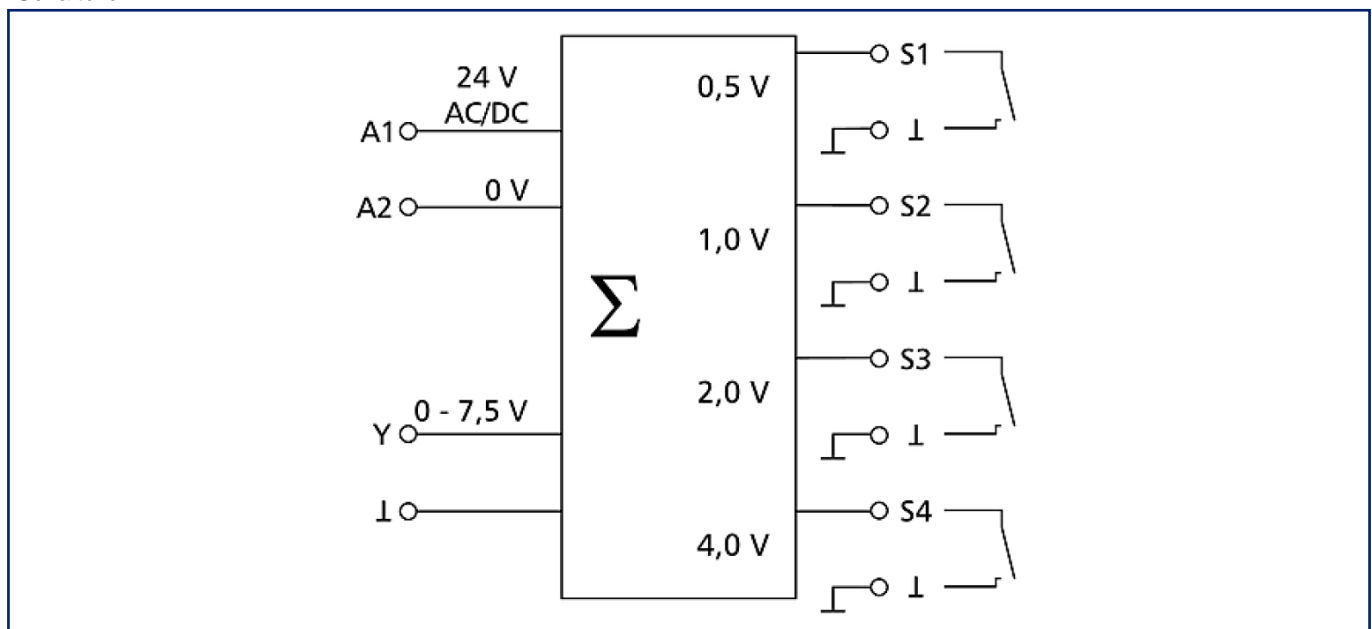 24 V
AC/DC
A1
A2
0 V
Y
0 - 7,5 V
⊥
Σ
0,5 V
S1
⊥
S2
1,0 V
⊥
S3
2,0 V
⊥
S4
4,0 V
⊥